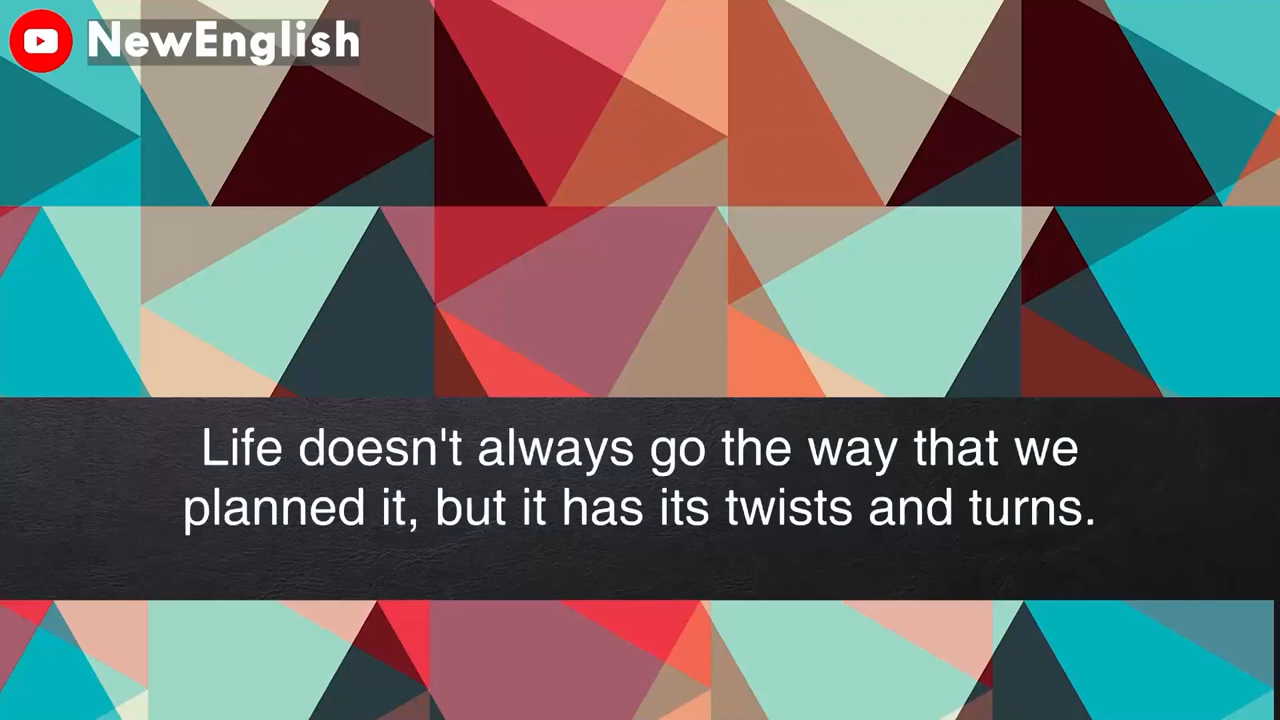 NewEnglish
Life doesn't always go the way that we
planned it, but it has its twists and turns.